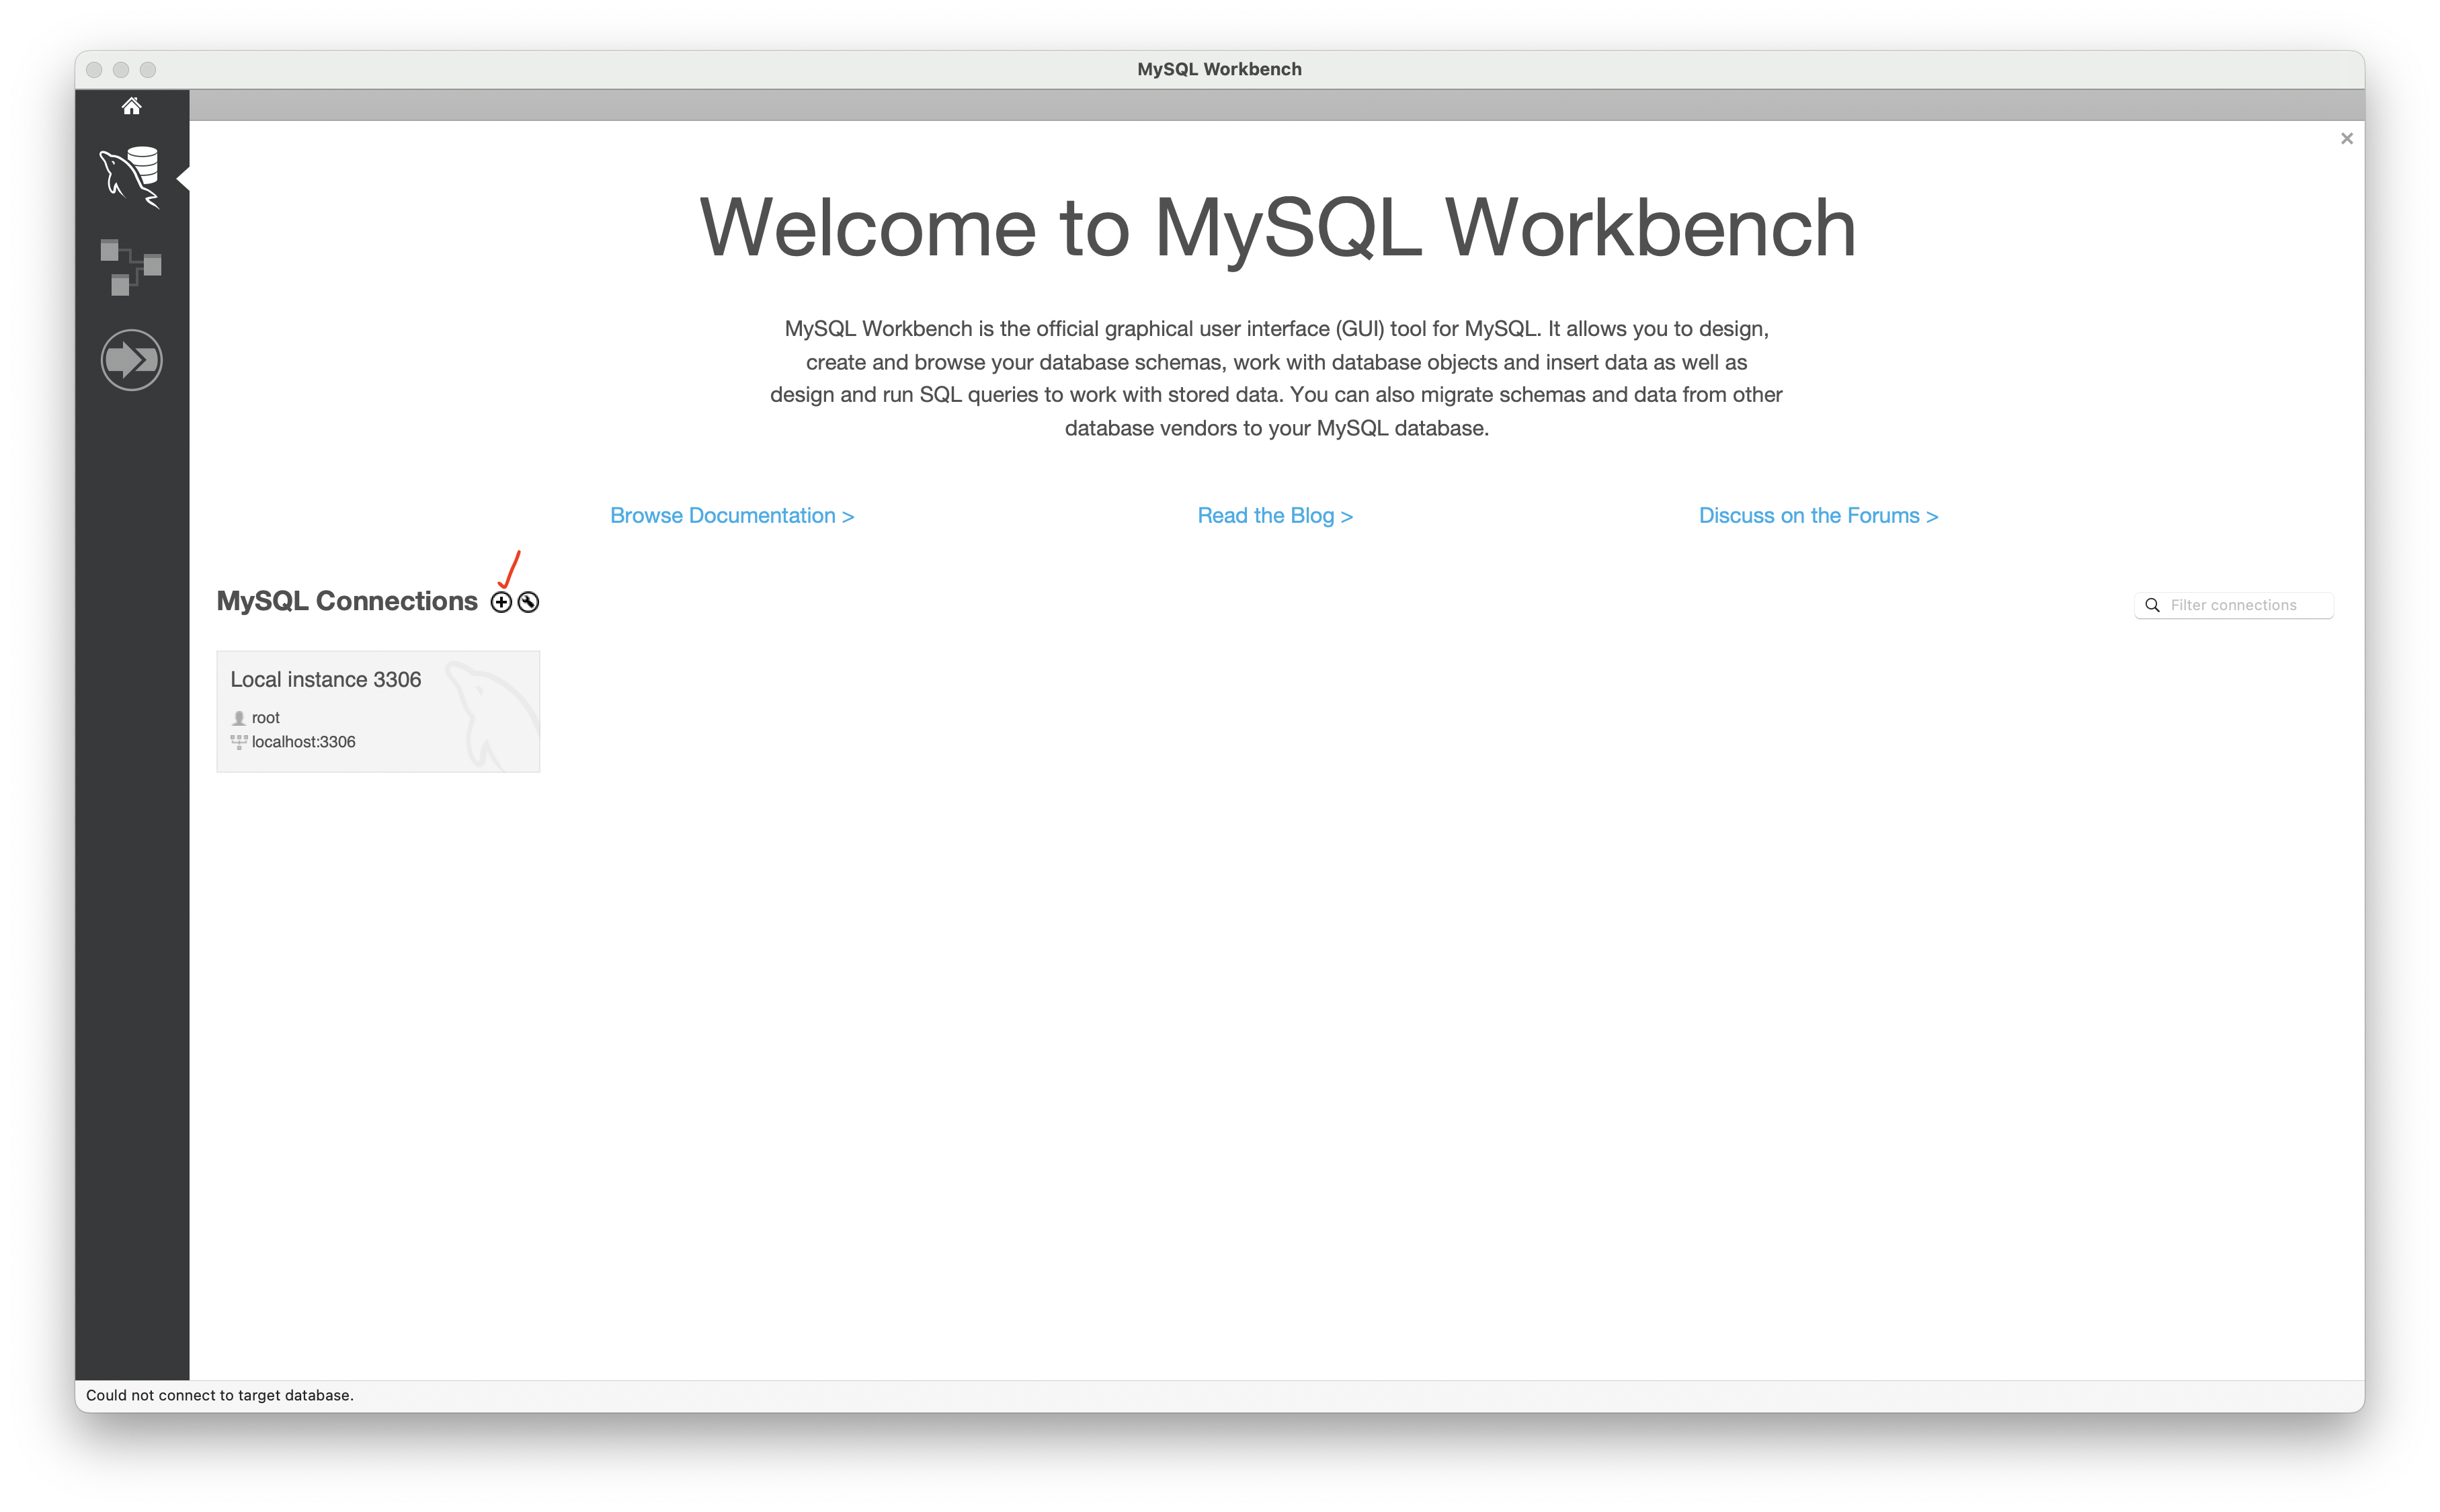 MySQL Workbench
Welcome to MySQL Workbench
MySQL Workbench is the official graphical user interface (GUI) tool for MySQL. It allows you to design,
create and browse your database schemas, work with database objects and insert data as well as
design and run SQL queries to work with stored data. You can also migrate schemas and data from other
database vendors to your MySQL database.
Browse Documentation >
Read the Blog >
Discuss on the Forums >
MySQL Connections
Filter connections
Local instance 3306
root
localhost:3306
Could not connect to target database.